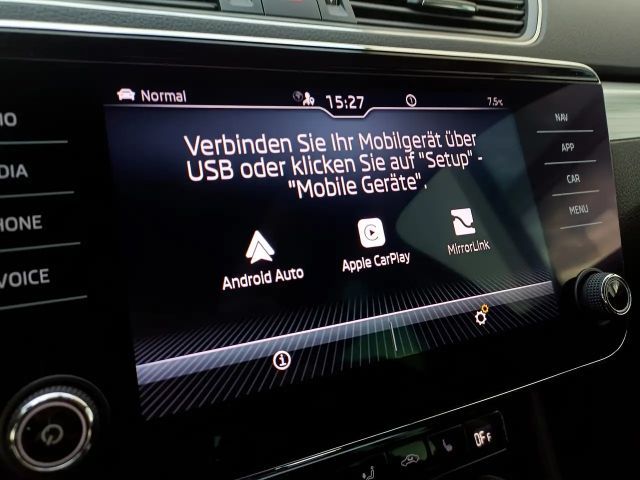 Normal
15:27
7.5
Verbinden Sie Ihr Mobilgerät über
USB oder klicken Sie auf "Setup" -
"Mobile Geräte".
Android Auto
Apple CarPlay
MirrorLink
PHONE
VOICE
NAV
APP
CAR
MENU
OFF